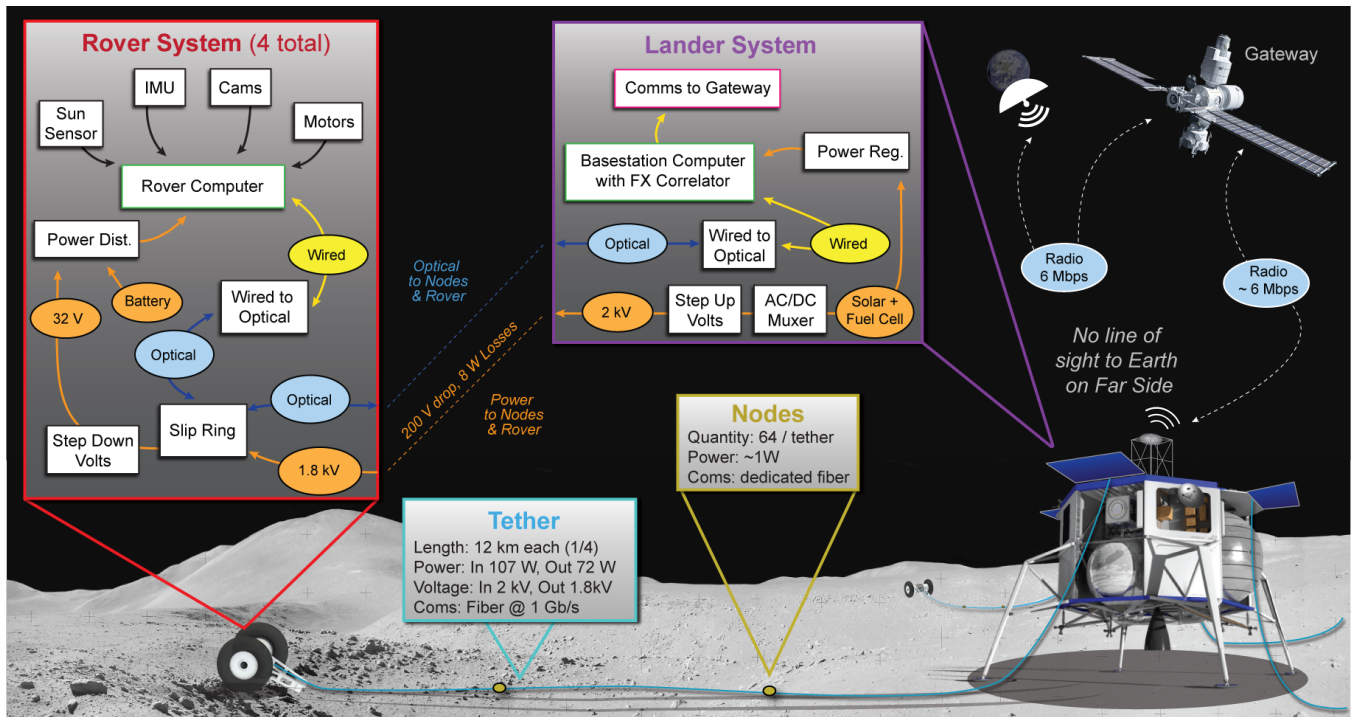 Rover System (4 total)
IMU
Cams
Sun
Sensor
Motors
Rover Computer
Power Dist.
Wired
Battery
Wired to
Optical
32 V
Optical
Optical
Slip Ring
Step Down
Volts
1.8 kV
Optical
to Nodes
& Rover
200 V drop, 8 W Losses
Power
to Nodes
& Rover
Lander System
Comms to Gateway
Basestation Computer
with FX Correlator
Power Reg.
Optical
Wired to
Optical
Wired
2 kV
Step Up
Volts
AC/DC
Muxer
Solar +
Fuel Cell
Gateway
Radio
6 Mbps
Radio
~ 6 Mbps
No line of
sight to Earth
on Far Side
Nodes
Quantity: 64 / tether
Power: ~1W
Coms: dedicated fiber
Tether
Length: 12 km each (1/4)
Power: In 107 W, Out 72 W
Voltage: In 2 kV, Out 1.8kV
Coms: Fiber @ 1 Gb/s